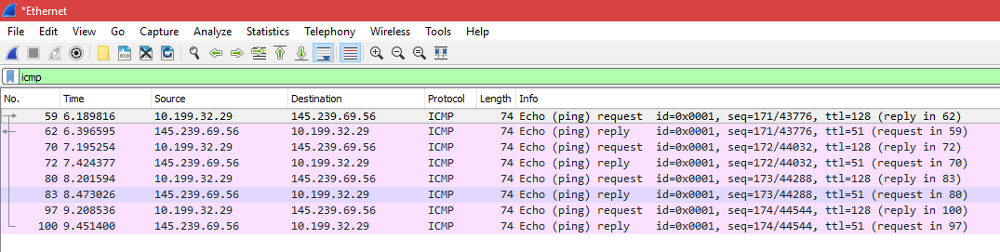 *Ethernet
File Edit View Go Capture Analyze Statistics Telephony Wireless Tools Help
icmp
No. Time Source Destination Protocol Length Info
59 6.189816 10.199.32.29 145.239.69.56 ICMP 74 Echo (ping) request id=0x0001, seq=171/43776, ttl=128 (reply in 62)
62 6.396595 145.239.69.56 10.199.32.29 ICMP 74 Echo (ping) reply id=0x0001, seq=171/43776, ttl=51 (request in 59)
70 7.195254 10.199.32.29 145.239.69.56 ICMP 74 Echo (ping) request id=0x0001, seq=172/44032, ttl=128 (reply in 72)
72 7.424377 145.239.69.56 10.199.32.29 ICMP 74 Echo (ping) reply id=0x0001, seq=172/44032, ttl=51 (request in 70)
80 8.201594 10.199.32.29 145.239.69.56 ICMP 74 Echo (ping) request id=0x0001, seq=173/44288, ttl=128 (reply in 83)
83 8.473026 145.239.69.56 10.199.32.29 ICMP 74 Echo (ping) reply id=0x0001, seq=173/44288, ttl=51 (request in 80)
97 9.208536 10.199.32.29 145.239.69.56 ICMP 74 Echo (ping) request id=0x0001, seq=174/44544, ttl=128 (reply in 100)
100 9.451400 145.239.69.56 10.199.32.29 ICMP 74 Echo (ping) reply id=0x0001, seq=174/44544, ttl=51 (request in 97)